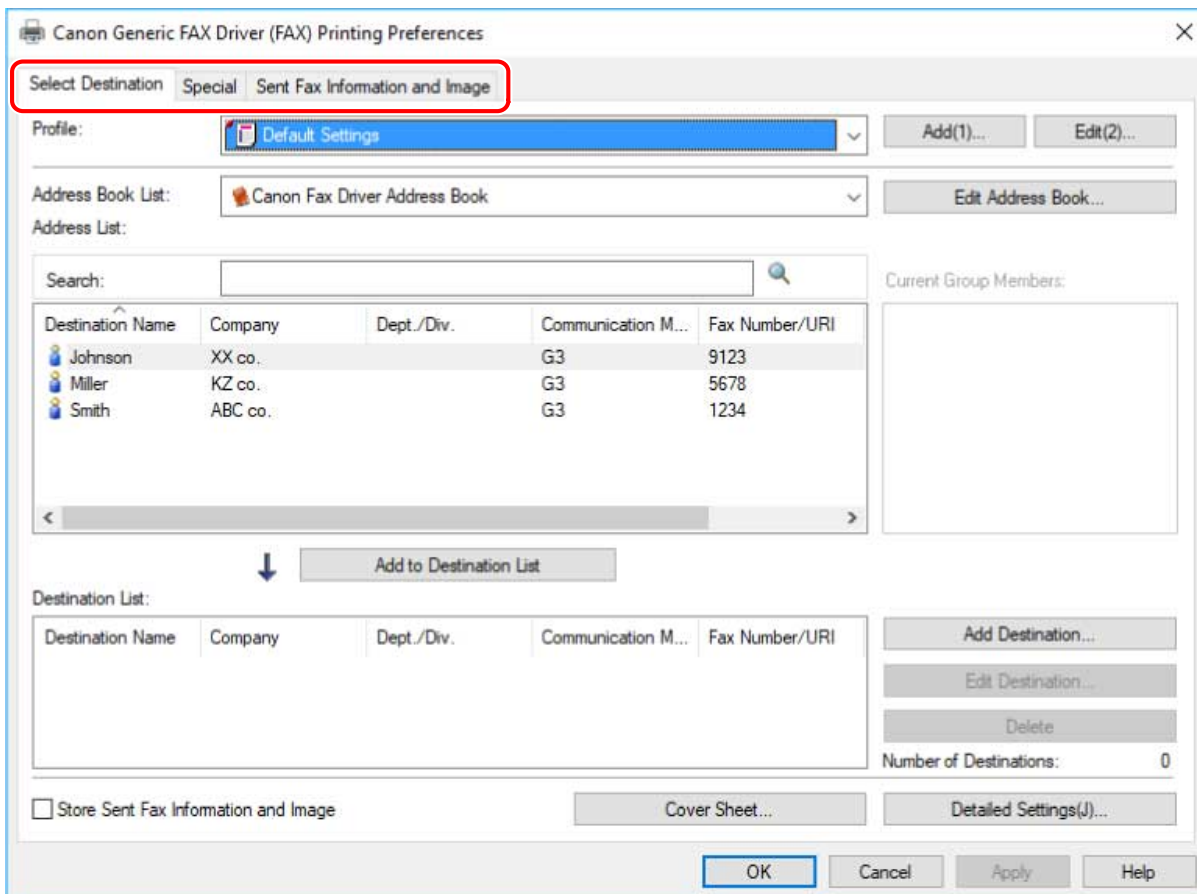 Canon Generic FAX Driver (FAX) Printing Preferences
Select Destination Special Sent Fax Information and Image
Profile: Default Settings Add(1)... Edit(2)...
Address Book List: Canon Fax Driver Address Book Edit Address Book...
Address List:
Search: Current Group Members:
Destination Name Company Dept./Div. Communication M... Fax Number/URI
Johnson XX co. G3 9123
Miller KZ co. G3 5678
Smith ABC co. G3 1234
Add to Destination List
Destination List:
Destination Name Company Dept./Div. Communication M... Fax Number/URI
Add Destination...
Edit Destination...
Delete
Number of Destinations: 0
Store Sent Fax Information and Image Cover Sheet... Detailed Settings(J)...
OK Cancel Apply Help